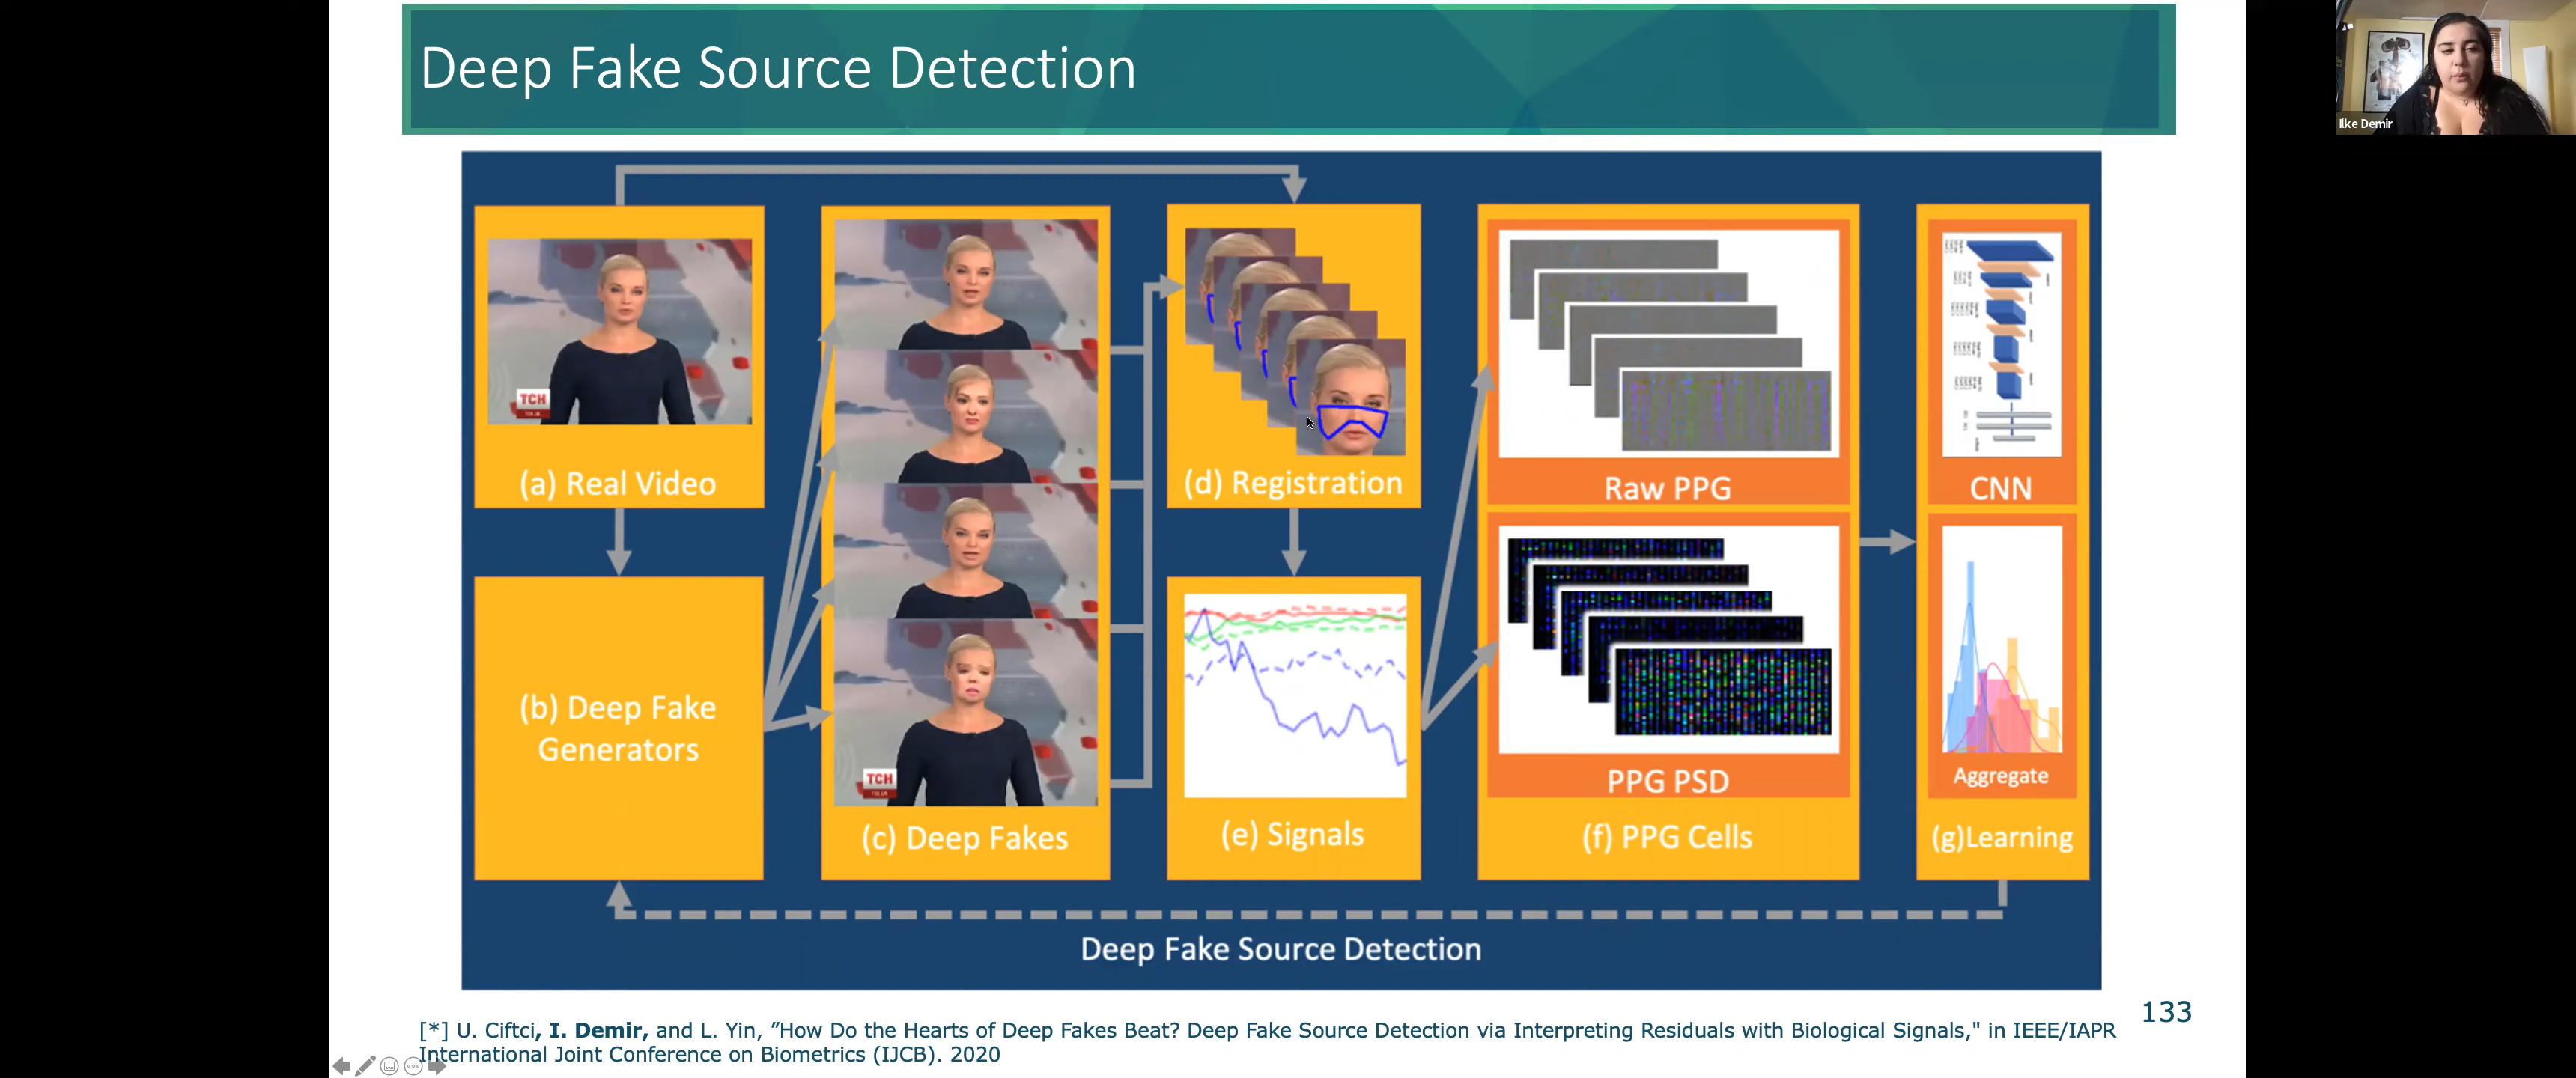 Deep Fake Source Detection
Ilke Demir
TCH
(a) Real Video
(b) Deep Fake
Generators
TCH
(c) Deep Fakes
(d) Registration
(e) Signals
Raw PPG
PPG PSD
(f) PPG Cells
CNN
Aggregate
(g)Learning
Deep Fake Source Detection
133
[*] U. Ciftci, I. Demir, and L. Yin, ”How Do the Hearts of Deep Fakes Beat? Deep Fake Source Detection via Interpreting Residuals with Biological Signals," in IEEE/IAPR
International Joint Conference on Biometrics (IJCB). 2020